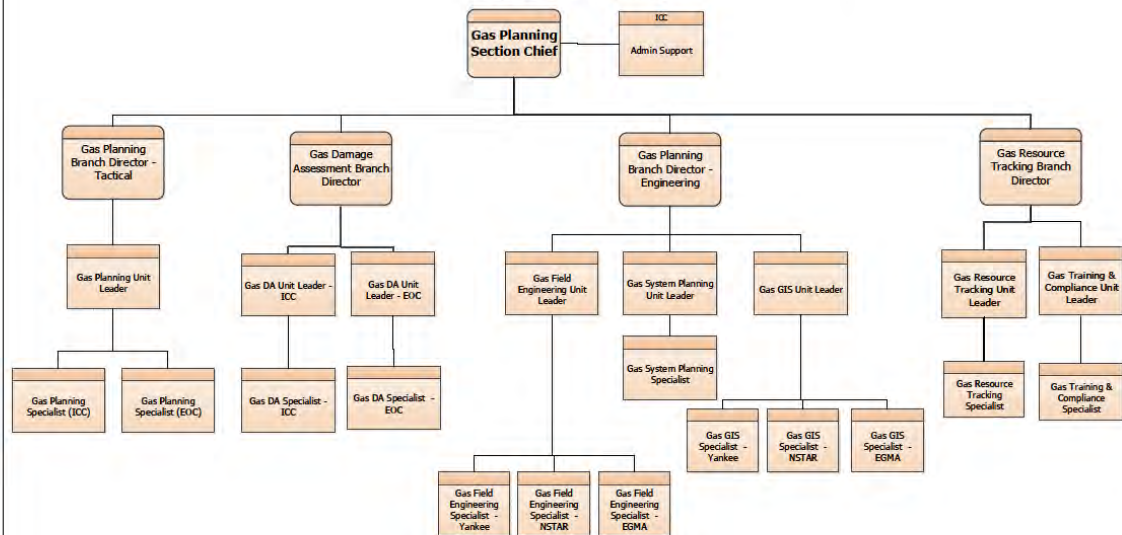 ICC
Gas Planning
Section Chief
Admin Support
Gas Planning
Branch Director -
Tactical
Gas Damage
Assessment Branch
Director
Gas Planning
Branch Director -
Engineering
Gas Resource
Tracking Branch
Director
Gas Planning Unit
Leader
Gas DA Unit Leader -
ICC
Gas DA Unit
Leader - EOC
Gas Field
Engineering Unit
Leader
Gas System Planning
Unit Leader
Gas GIS Unit Leader
Gas Resource
Tracking Unit
Leader
Gas Training &
Compliance Unit
Leader
Gas Planning
Specialist (ICC)
Gas Planning
Specialist (EOC)
Gas DA Specialist -
ICC
Gas DA Specialist -
EOC
Gas System Planning
Specialist
Gas Resource
Tracking
Specialist
Gas Training &
Compliance
Specialist
Gas GIS
Specialist -
Yankee
Gas GIS
Specialist -
NSTAR
Gas GIS
Specialist -
EGMA
Gas Field
Engineering
Specialist -
Yankee
Gas Field
Engineering
Specialist -
NSTAR
Gas Field
Engineering
Specialist -
EGMA